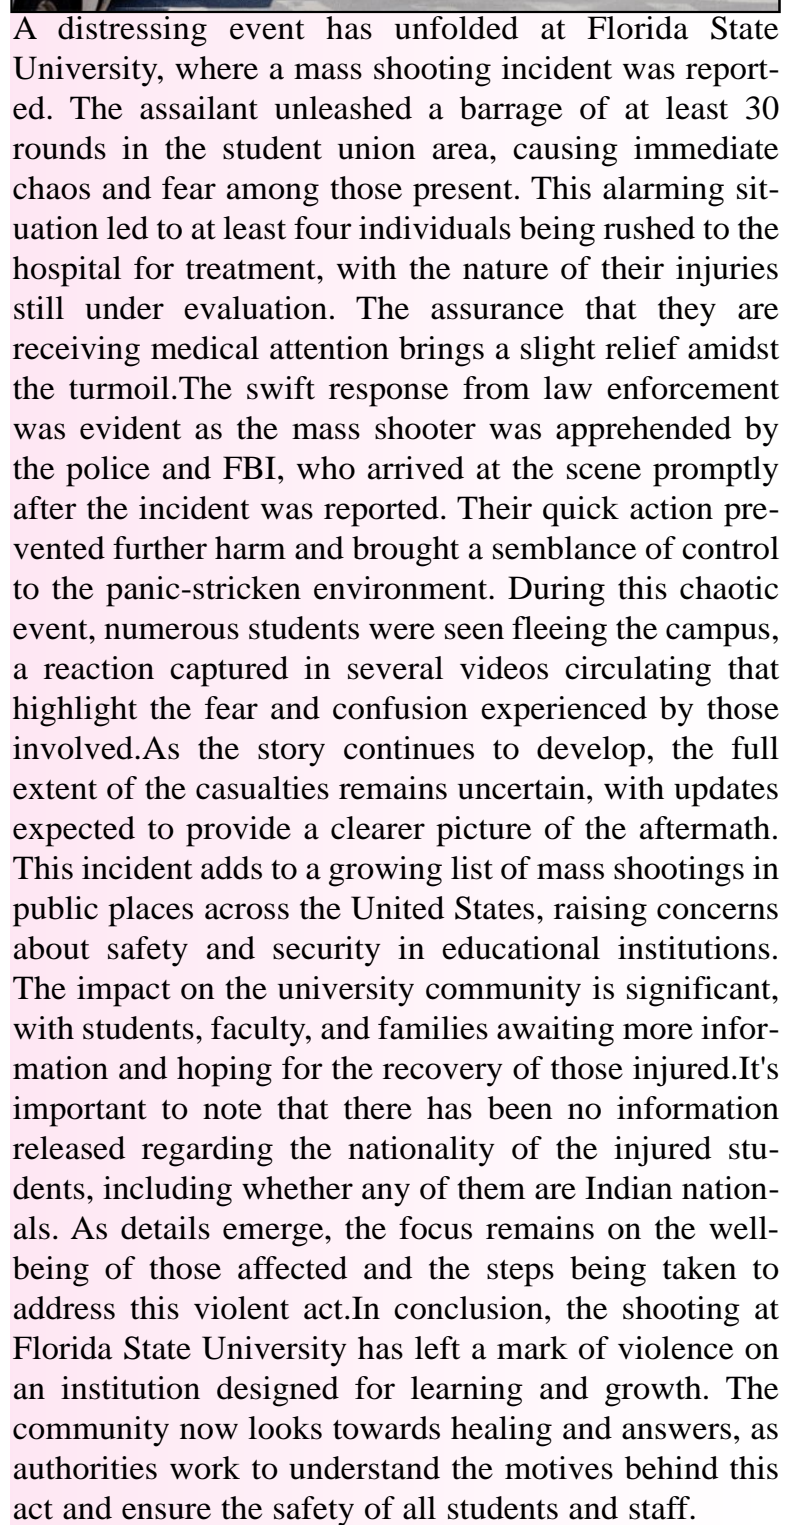 A distressing event has unfolded at Florida State
University, where a mass shooting incident was report-
ed. The assailant unleashed a barrage of at least 30
rounds in the student union area, causing immediate
chaos and fear among those present. This alarming sit-
uation led to at least four individuals being rushed to the
hospital for treatment, with the nature of their injuries
still under evaluation. The assurance that they are
receiving medical attention brings a slight relief amidst
the turmoil.The swift response from law enforcement
was evident as the mass shooter was apprehended by
the police and FBI, who arrived at the scene promptly
after the incident was reported. Their quick action pre-
vented further harm and brought a semblance of control
to the panic-stricken environment. During this chaotic
event, numerous students were seen fleeing the campus,
a reaction captured in several videos circulating that
highlight the fear and confusion experienced by those
involved.As the story continues to develop, the full
extent of the casualties remains uncertain, with updates
expected to provide a clearer picture of the aftermath.
This incident adds to a growing list of mass shootings in
public places across the United States, raising concerns
about safety and security in educational institutions.
The impact on the university community is significant,
with students, faculty, and families awaiting more infor-
mation and hoping for the recovery of those injured.It's
important to note that there has been no information
released regarding the nationality of the injured stu-
dents, including whether any of them are Indian nation-
als. As details emerge, the focus remains on the well-
being of those affected and the steps being taken to
address this violent act.In conclusion, the shooting at
Florida State University has left a mark of violence on
an institution designed for learning and growth. The
community now looks towards healing and answers, as
authorities work to understand the motives behind this
act and ensure the safety of all students and staff.